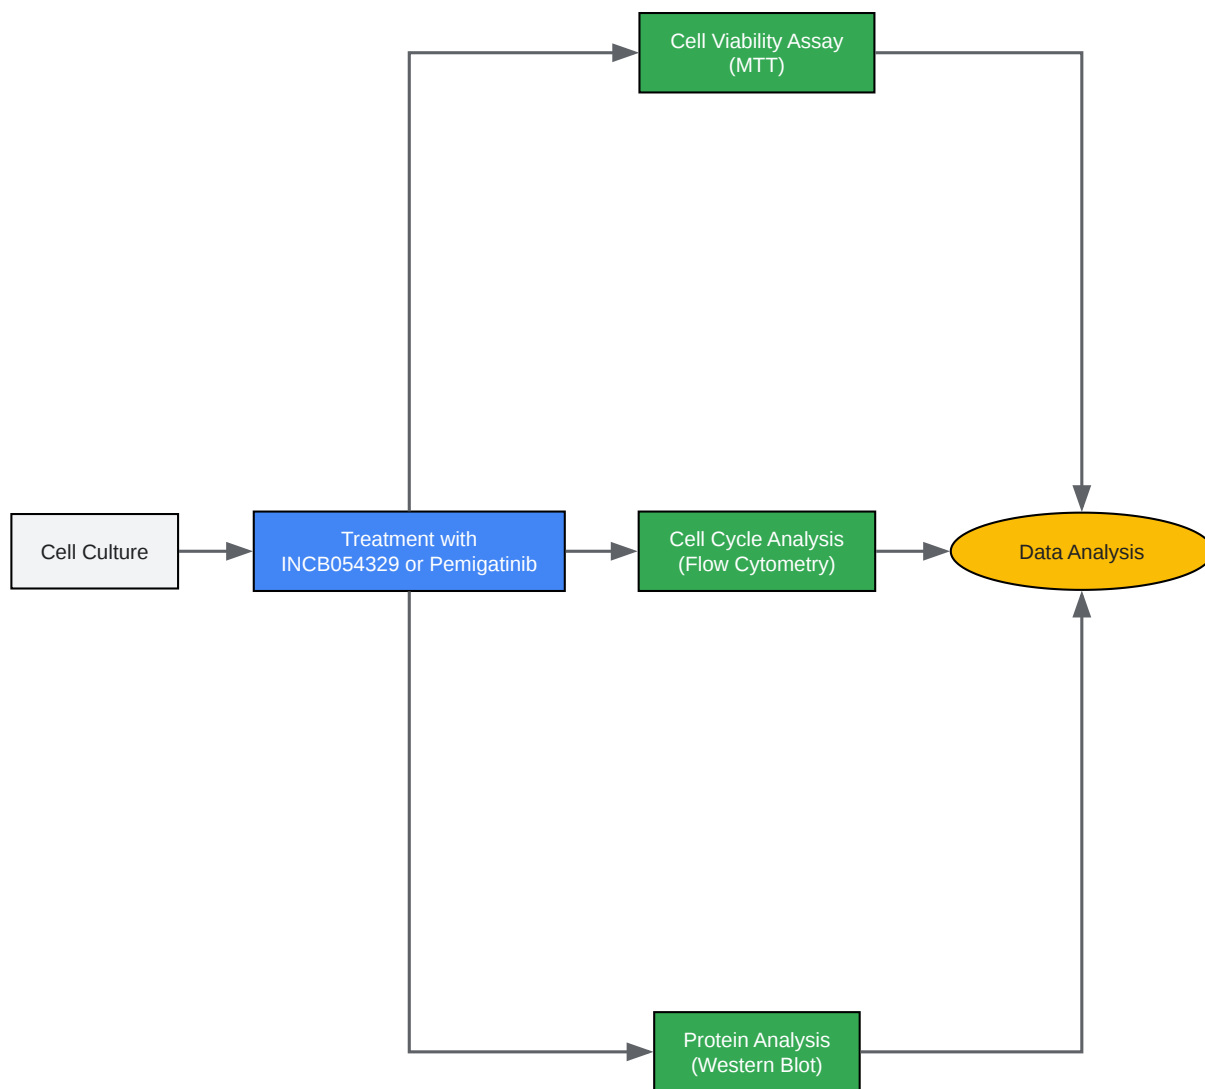 Cell Viability Assay
(MTT)
Cell Culture
Treatment with
INCB054329 or Pemigatinib
Cell Cycle Analysis
(Flow Cytometry)
Data Analysis
Protein Analysis
(Western Blot)